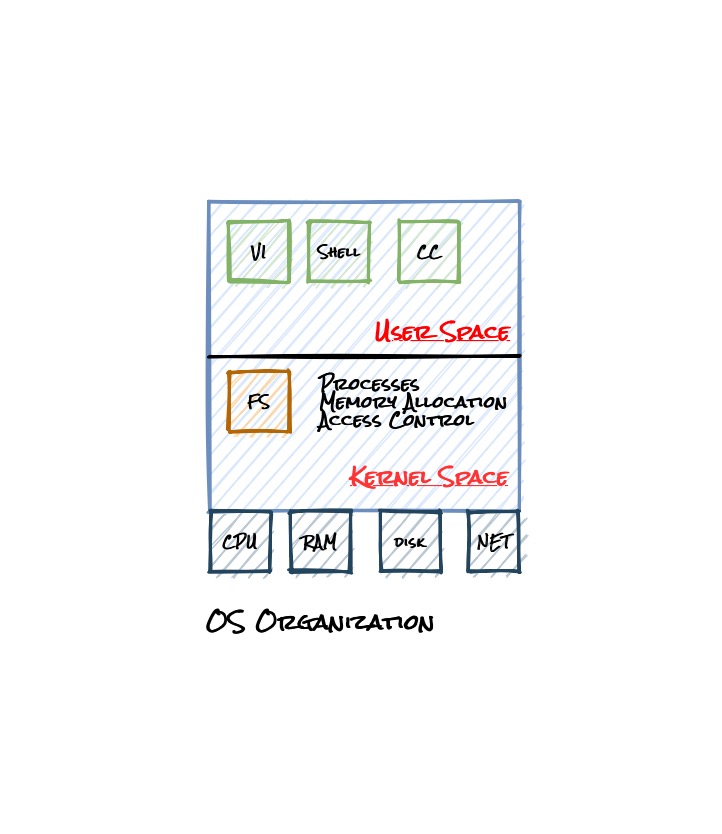 VI
Shell
CC
User Space
FS
Processes
Memory Allocation
Access Control
Kernel Space
CPU
RAM
DISK
NET
OS Organization